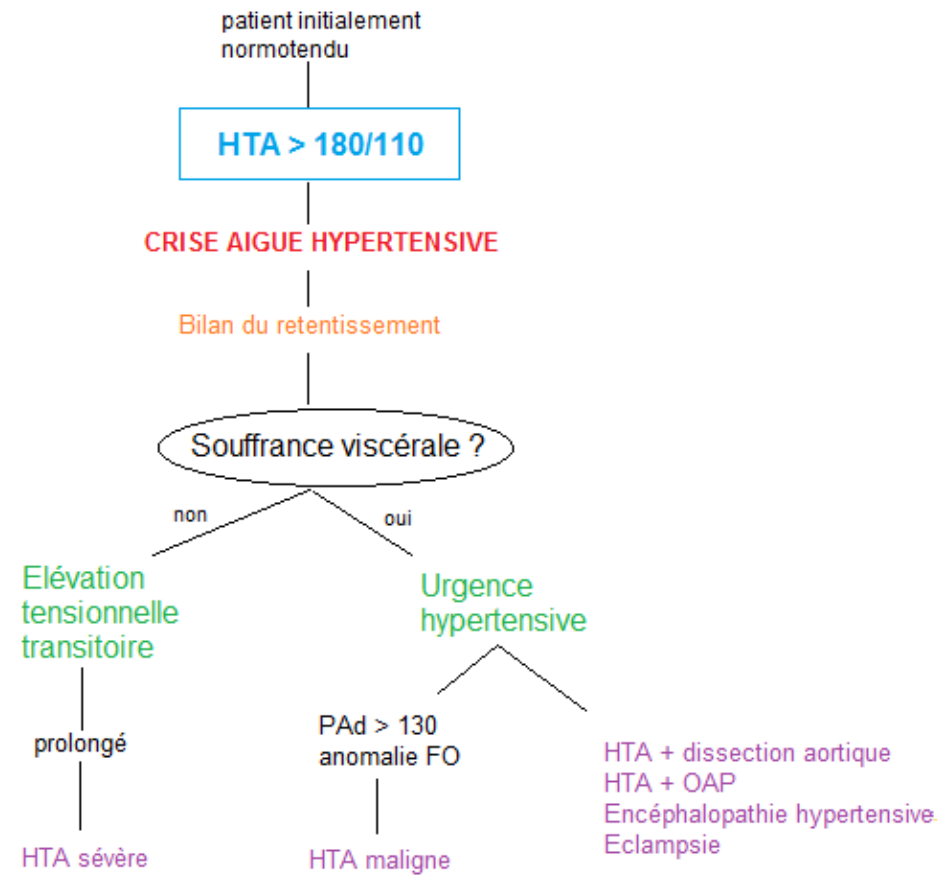 patient initialement
normotendu
HTA > 180/110
CRISE AIGUE HYPERTENSIVE
Bilan du retentissement
Souffrance viscérale ?
non
oui
Elévation
tensionnelle
transitoire
Urgence
hypertensive
prolongé
PAd > 130
anomalie FO
HTA + dissection aortique
HTA + OAP
Encéphalopathie hypertensive
Eclampsie
HTA sévère
HTA maligne